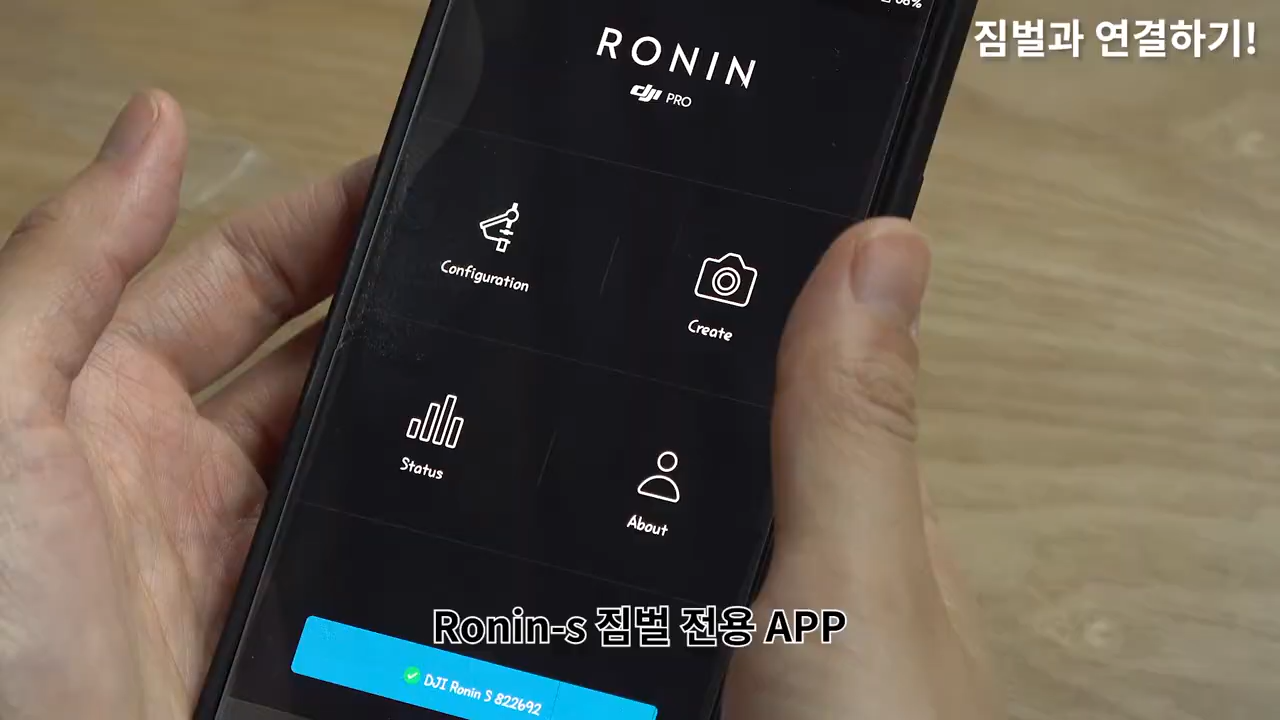 68%
짐벌과 연결하기!
RONIN
dji PRO
Configuration
Create
Status
About
Ronin-s 짐벌 전용 APP
DJI Ronin S 822692